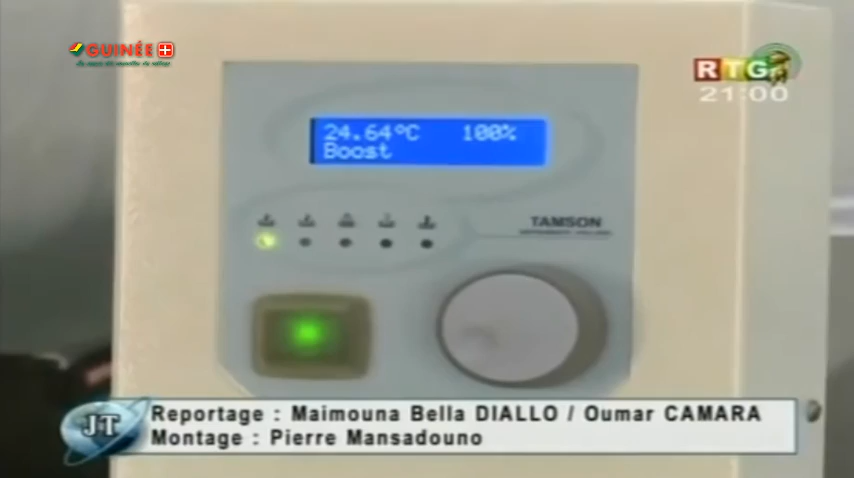 GUINÉE
RTG
21:00
24.64°C 100%
Boost
TAMSON
JT
Reportage : Maimouna Bella DIALLO / Oumar CAMARA
Montage : Pierre Mansadouno